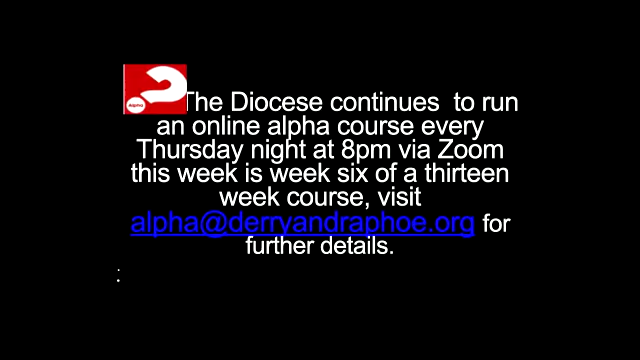 Alpha
The Diocese continues  to run
an online alpha course every
Thursday night at 8pm via Zoom
this week is week six of a thirteen
week course, visit
alpha@derryandraphoe.org for
further details.
: